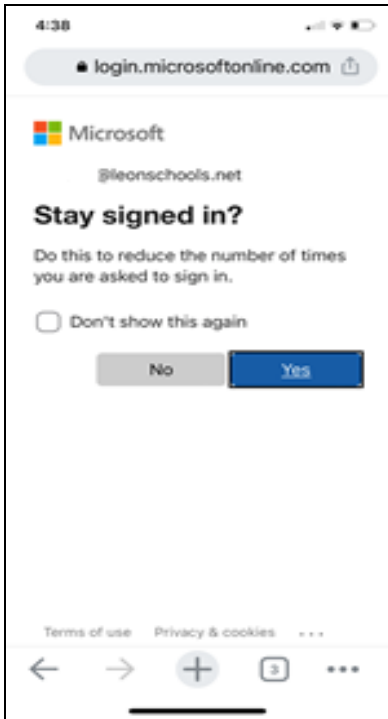 4:38
login.microsoftonline.com
Microsoft
@leonschools.net
Stay signed in?
Do this to reduce the number of times
you are asked to sign in.
Don't show this again
No Yes
Terms of use Privacy & cookies ...
3